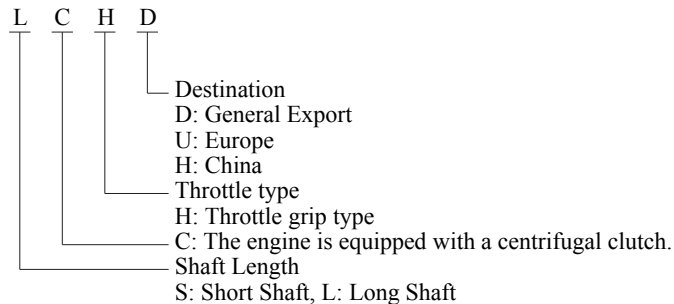 L C H D
Destination
D: General Export
U: Europe
H: China
Throttle type
H: Throttle grip type
C: The engine is equipped with a centrifugal clutch.
Shaft Length
S: Short Shaft, L: Long Shaft